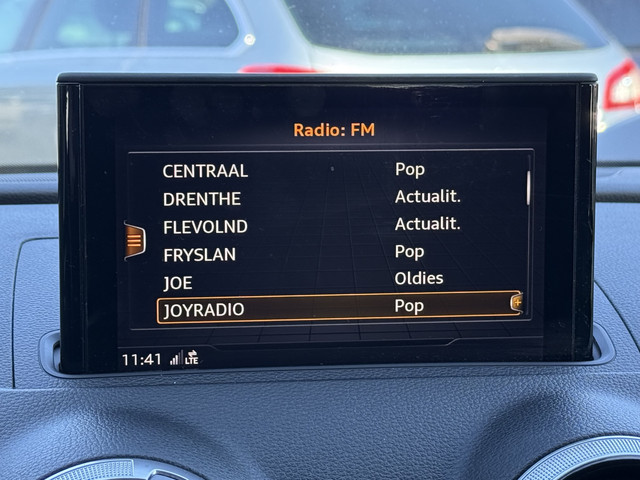 Radio: FM
CENTRAAL Pop
DRENTHE Actualit.
FLEVOLND Actualit.
FRYSLAN Pop
JOE Oldies
JOYRADIO Pop
11:41 LTE